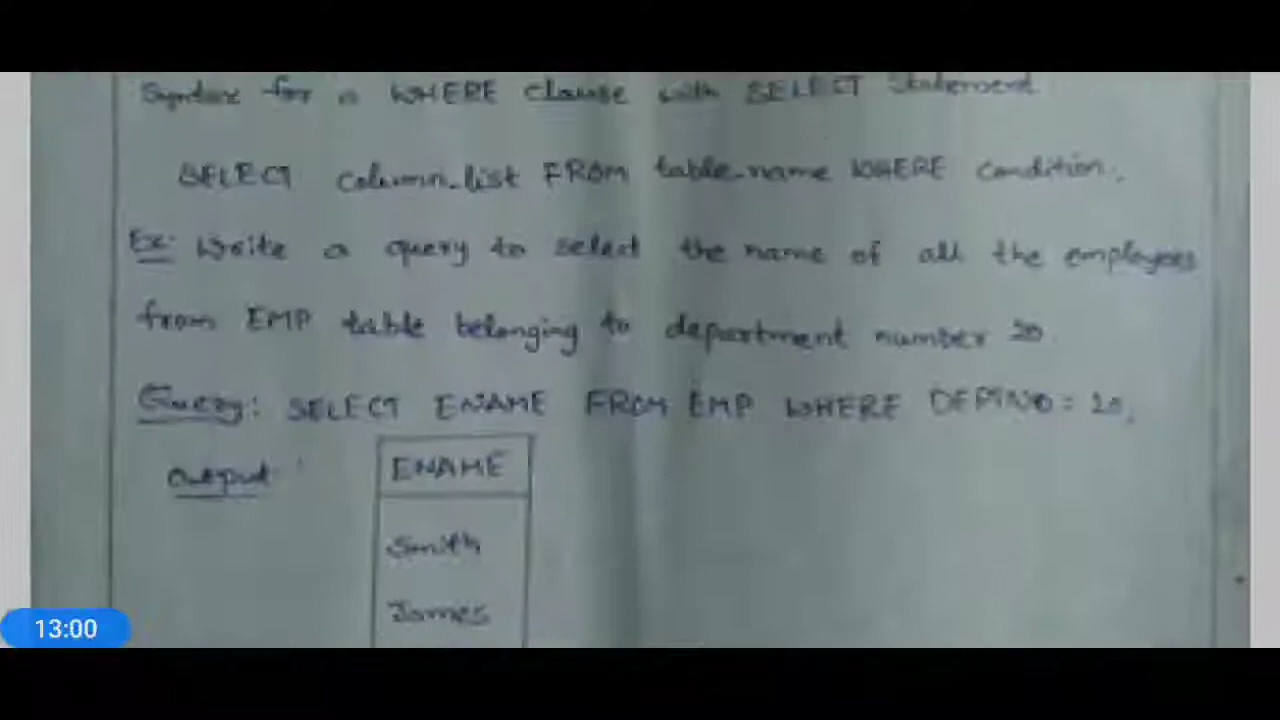 Syntax for a WHERE clause with SELECT Statement
SELECT column_list FROM table_name WHERE condition;
Ex: Write a query to select the name of all the employees
from EMP table belonging to department number 20.
Query: SELECT ENAME FROM EMP WHERE DEPTNO = 20;
output:
ENAME
Smith
James
13:00